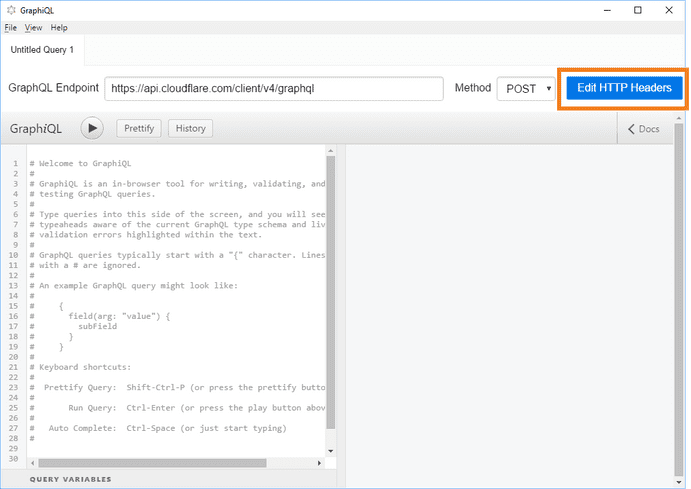 GraphiQL
File View Help
Untitled Query 1
GraphQL Endpoint https://api.cloudflare.com/client/v4/graphql Method POST Edit HTTP Headers
GraphiQL Prettify History Docs
1 # Welcome to GraphiQL
2 #
3 # GraphiQL is an in-browser tool for writing, validating, and
4 # testing GraphQL queries.
5 #
6 # Type queries into this side of the screen, and you will see
7 # typeaheads aware of the current GraphQL type schema and liv
8 # validation errors highlighted within the text.
9 #
10 # GraphQL queries typically start with a "{" character. Lines
11 # with a # are ignored.
12 #
13 # An example GraphQL query might look like:
14 #
15 #     {
16 #       field(arg: "value") {
17 #         subField
18 #       }
19 #     }
20 #
21 # Keyboard shortcuts:
22 #
23 #  Prettify Query:  Shift-Ctrl-P (or press the prettify butto
24 #
25 #       Run Query:  Ctrl-Enter (or press the play button abov
26 #
27 #   Auto Complete:  Ctrl-Space (or just start typing)
28 #
29
30
QUERY VARIABLES